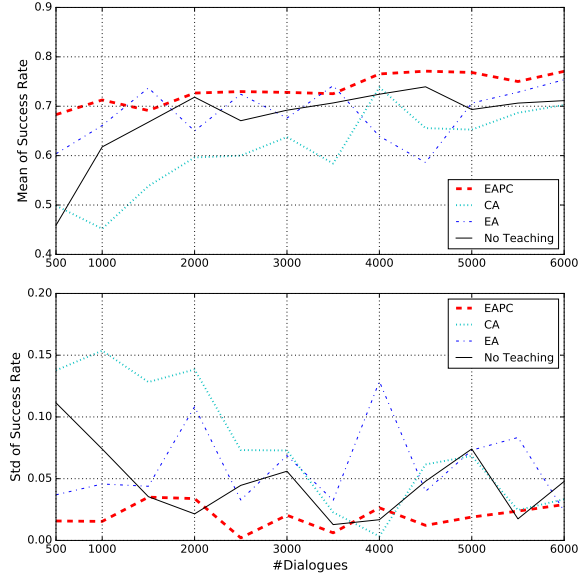 0.9
0.8
0.7
0.6
0.5
0.4
Mean of Success Rate
EAPC
CA
EA
No Teaching
500 1000 2000 3000 4000 5000 6000
0.20
0.15
0.10
0.05
0.00
Std of Success Rate
EAPC
CA
EA
No Teaching
500 1000 2000 3000 4000 5000 6000
#Dialogues